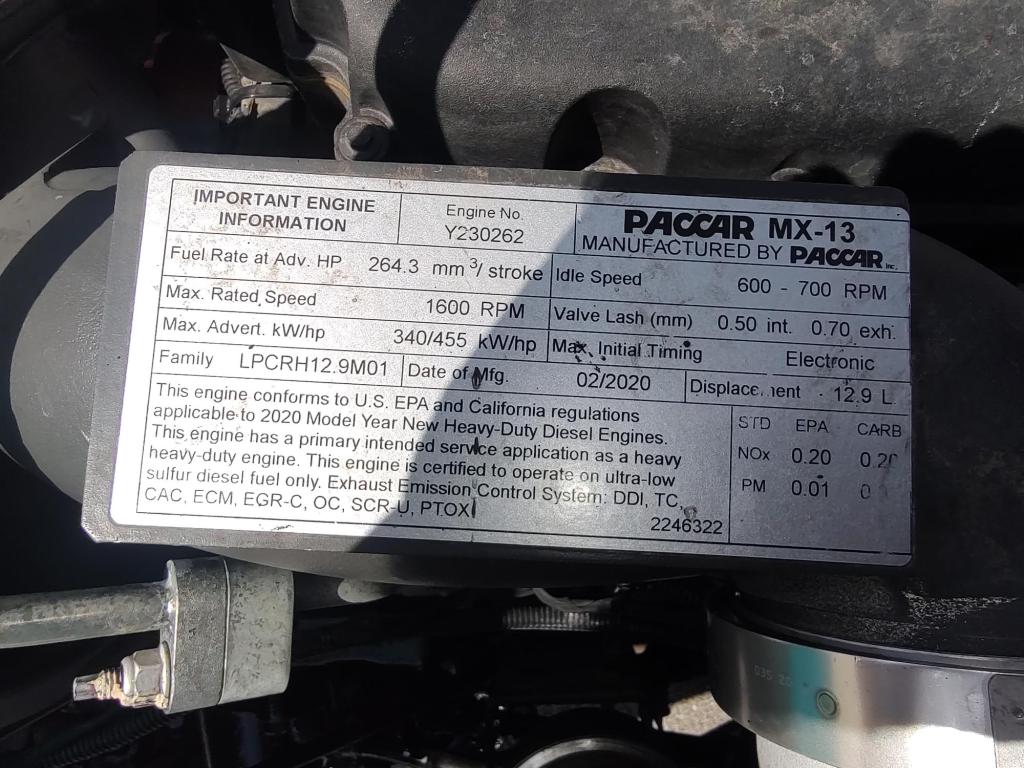 IMPORTANT ENGINE
INFORMATION
Engine No.
Y230262
PACCAR MX-13
MANUFACTURED BY PACCAR Inc.
Fuel Rate at Adv. HP 264.3 mm³/ stroke
Idle Speed 600 - 700 RPM
Max. Rated Speed 1600 RPM
Valve Lash (mm) 0.50 int. 0.70 exh.
Max. Advert. kW/hp 340/455 kW/hp
Max. Initial Timing Electronic
Family LPCRH12.9M01
Date of Mfg. 02/2020
Displacement 12.9 L
This engine conforms to U.S. EPA and California regulations
applicable to 2020 Model Year New Heavy-Duty Diesel Engines.
This engine has a primary intended service application as a heavy
heavy-duty engine. This engine is certified to operate on ultra-low
sulfur diesel fuel only. Exhaust Emission Control System: DDI, TC,
CAC, ECM, EGR-C, OC, SCR-U, PTOX
2246322
STD EPA CARB
NOx 0.20 0.20
PM 0.01